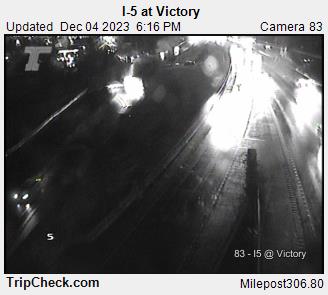 I-5 at Victory
Updated Dec 04 2023 6:16 PM Camera 83
T T
S
83 - I5 @ Victory
TripCheck.com Milepost306.80